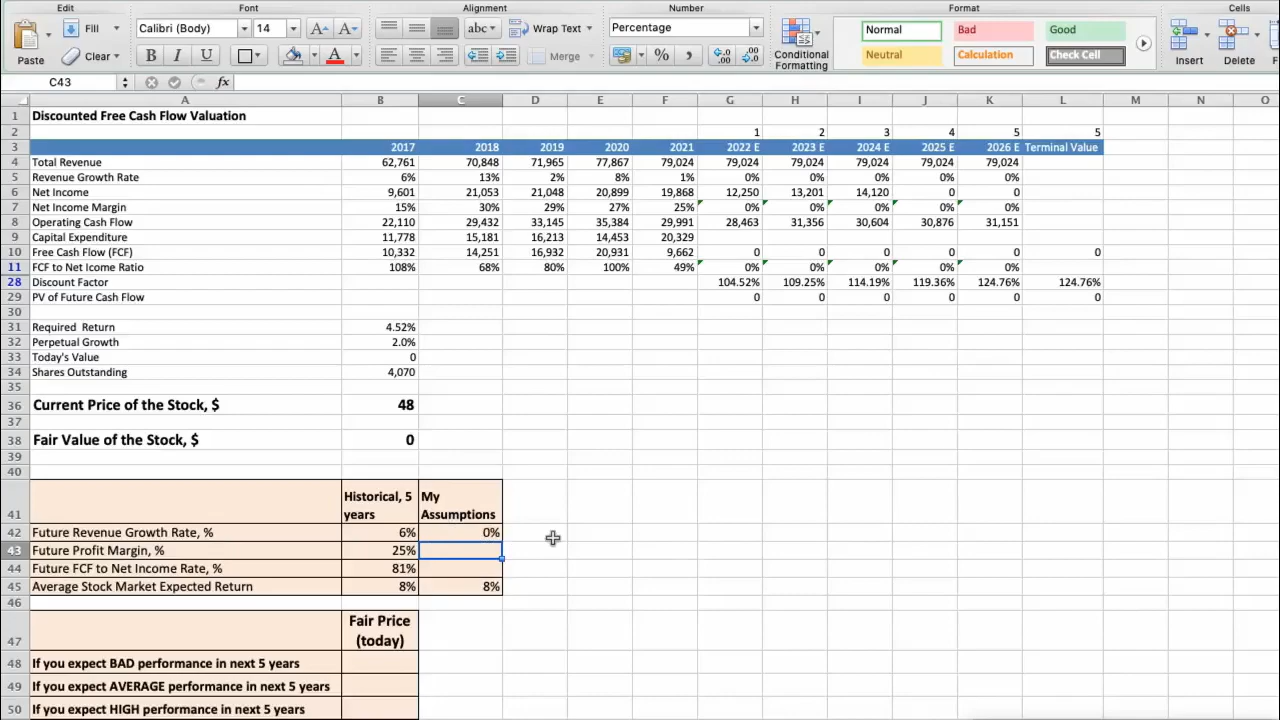 Edit Font Alignment Number Format Cells
Fill Calibri (Body) 14 A A abc Wrap Text Percentage Normal Bad Good
Paste Clear B I U A Merge % Conditional Formatting Neutral Calculation Check Cell Insert Delete
C43 fx
A B C D E F G H I J K L M N O
1 Discounted Free Cash Flow Valuation
2 1 2 3 4 5 5
3 2017 2018 2019 2020 2021 2022 E 2023 E 2024 E 2025 E 2026 E Terminal Value
4 Total Revenue 62,761 70,848 71,965 77,867 79,024 79,024 79,024 79,024 79,024 79,024
5 Revenue Growth Rate 6% 13% 2% 8% 1% 0% 0% 0% 0% 0%
6 Net Income 9,601 21,053 21,048 20,899 19,868 12,250 13,201 14,120 0 0
7 Net Income Margin 15% 30% 29% 27% 25% 0% 0% 0% 0% 0%
8 Operating Cash Flow 22,110 29,432 33,145 35,384 29,991 28,463 31,356 30,604 30,876 31,151
9 Capital Expenditure 11,778 15,181 16,213 14,453 20,329
10 Free Cash Flow (FCF) 10,332 14,251 16,932 20,931 9,662 0 0 0 0 0 0
11 FCF to Net Icome Ratio 108% 68% 80% 100% 49% 0% 0% 0% 0% 0%
28 Discount Factor 104.52% 109.25% 114.19% 119.36% 124.76% 124.76%
29 PV of Future Cash Flow 0 0 0 0 0 0
30
31 Required Return 4.52%
32 Perpetual Growth 2.0%
33 Today's Value 0
34 Shares Outstanding 4,070
35
36 Current Price of the Stock, $ 48
37
38 Fair Value of the Stock, $ 0
39
40
41 Historical, 5 years My Assumptions
42 Future Revenue Growth Rate, % 6% 0%
43 Future Profit Margin, % 25%
44 Future FCF to Net Income Rate, % 81%
45 Average Stock Market Expected Return 8% 8%
46
47 Fair Price (today)
48 If you expect BAD performance in next 5 years
49 If you expect AVERAGE performance in next 5 years
50 If you expect HIGH performance in next 5 years